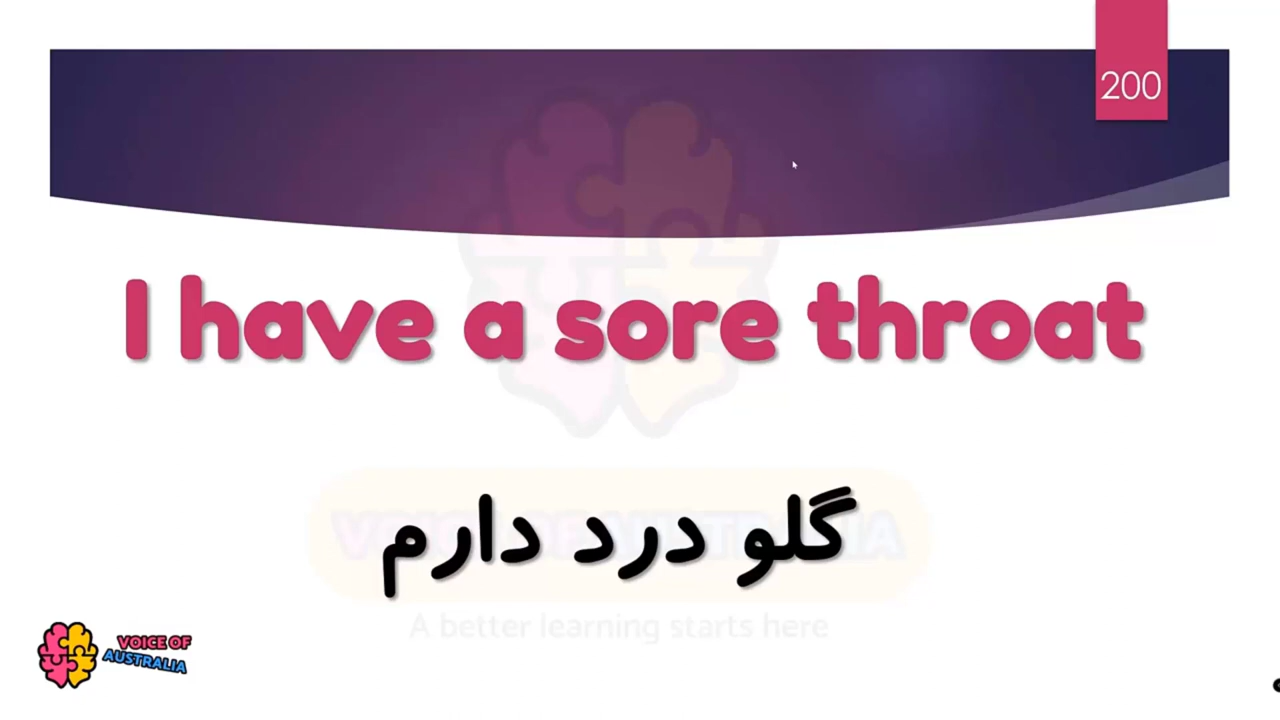 200
I have a sore throat
گلو درد دارم
VOICE OF AUSTRALIA
A better learning starts here
VOICE OF
AUSTRALIA